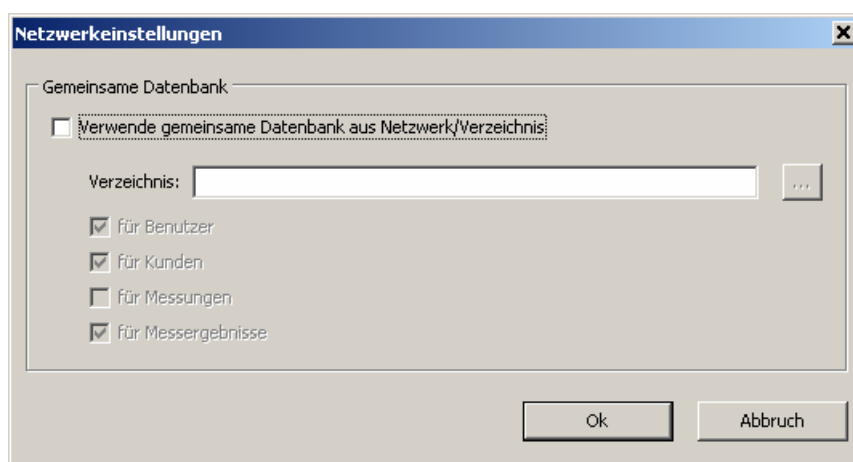 Netzwerkeinstellungen
Gemeinsame Datenbank
Verwende gemeinsame Datenbank aus Netzwerk/Verzeichnis
Verzeichnis: ...
für Benutzer
für Kunden
für Messungen
für Messergebnisse
Ok Abbruch